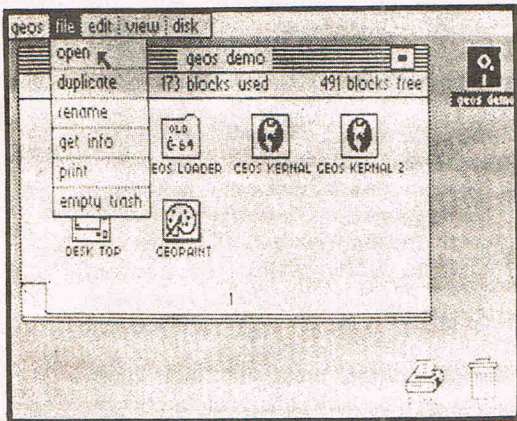 geos file edit view disk
open
geos demo
duplicate
173 blocks used 491 blocks free
geos demo
rename
get info
print
empty trash
OLD
C-64
EOS LOADER GEOS KERNAL GEOS KERNAL 2
DESK TOP GEOPAINT
1